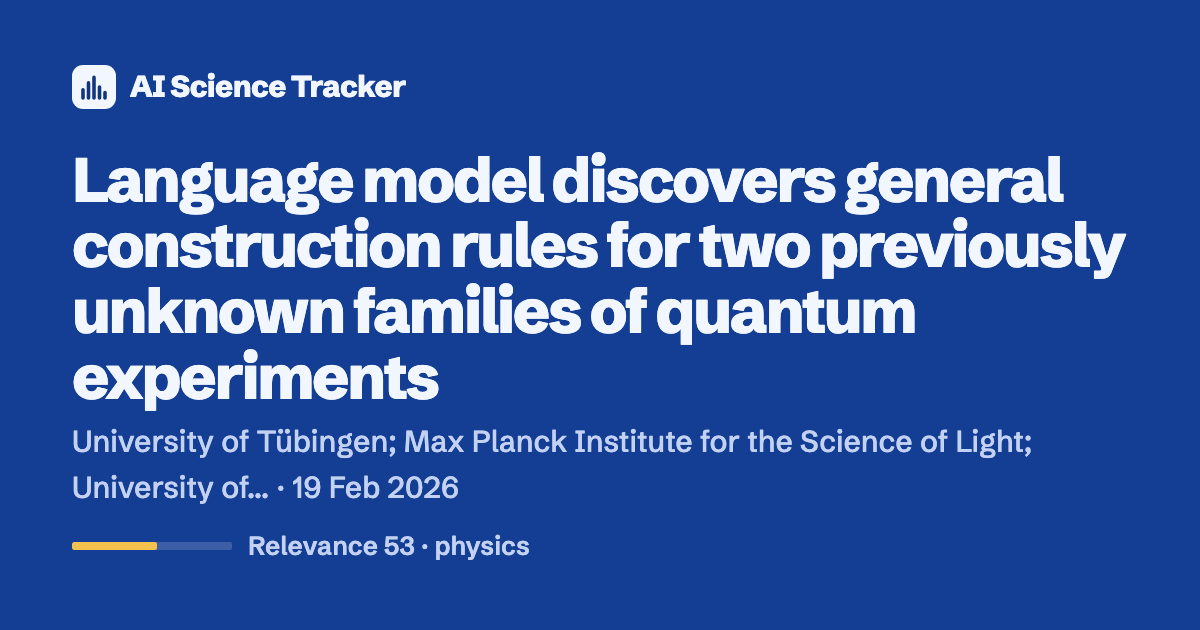 AI Science Tracker
Language model discovers general
construction rules for two previously
unknown families of quantum
experiments
University of Tübingen; Max Planck Institute for the Science of Light;
University of... · 19 Feb 2026
Relevance 53 · physics